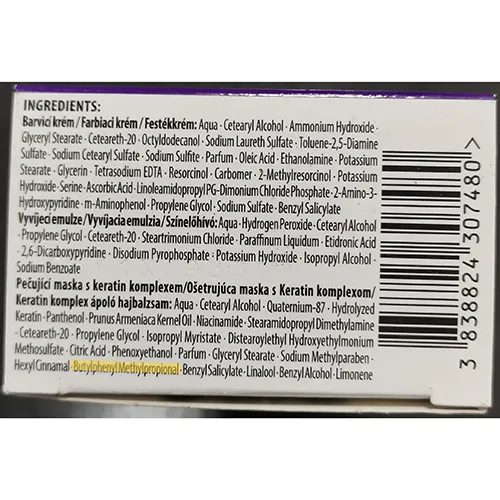 INGREDIENTS:
Barvicí krém / Farbiaci krém / Festékkrém: Aqua · Cetearyl Alcohol · Ammonium Hydroxide ·
Glyceryl Stearate · Ceteareth-20 · Octyldodecanol · Sodium Laureth Sulfate · Toluene-2,5-Diamine
Sulfate · Sodium Cetearyl Sulfate · Sodium Sulfite · Parfum · Oleic Acid · Ethanolamine · Potassium
Stearate · Glycerin · Tetrasodium EDTA · Resorcinol · Carbomer · 2-Methylresorcinol · Potassium
Hydroxide · Serine · Ascorbic Acid · Linoleamidopropyl PG-Dimonium Chloride Phosphate · 2-Amino-3-
Hydroxypyridine · m-Aminophenol · Propylene Glycol · Sodium Sulfate · Benzyl Salicylate
Vyvíjecí emulze/Vyvíjacia emulzia/Színelőhívó: Aqua · Hydrogen Peroxide · Cetearyl Alcohol
· Propylene Glycol · Ceteareth-20 · Steartrimonium Chloride · Paraffinum Liquidum · Etidronic Acid
· 2,6-Dicarboxypyridine · Disodium Pyrophosphate · Potassium Hydroxide · Isopropyl Alcohol ·
Sodium Benzoate
Pečující maska s keratin komplexem/Ošetrujúca maska s Keratin komplexom/
Keratin komplex ápoló hajbalzsam: Aqua · Cetearyl Alcohol · Quaternium-87 · Hydrolyzed
Keratin · Panthenol · Prunus Armeniaca Kernel Oil · Niacinamide · Stearamidopropyl Dimethylamine
· Ceteareth-20 · Propylene Glycol · Isopropyl Myristate · Distearoylethyl Hydroxyethylmonium
Methosulfate · Citric Acid · Phenoxyethanol · Parfum · Glyceryl Stearate · Sodium Methylparaben ·
Hexyl Cinnamal · Butylphenyl Methylpropional · Benzyl Salicylate · Linalool · Benzyl Alcohol · Limonene
3 838824 307480 >